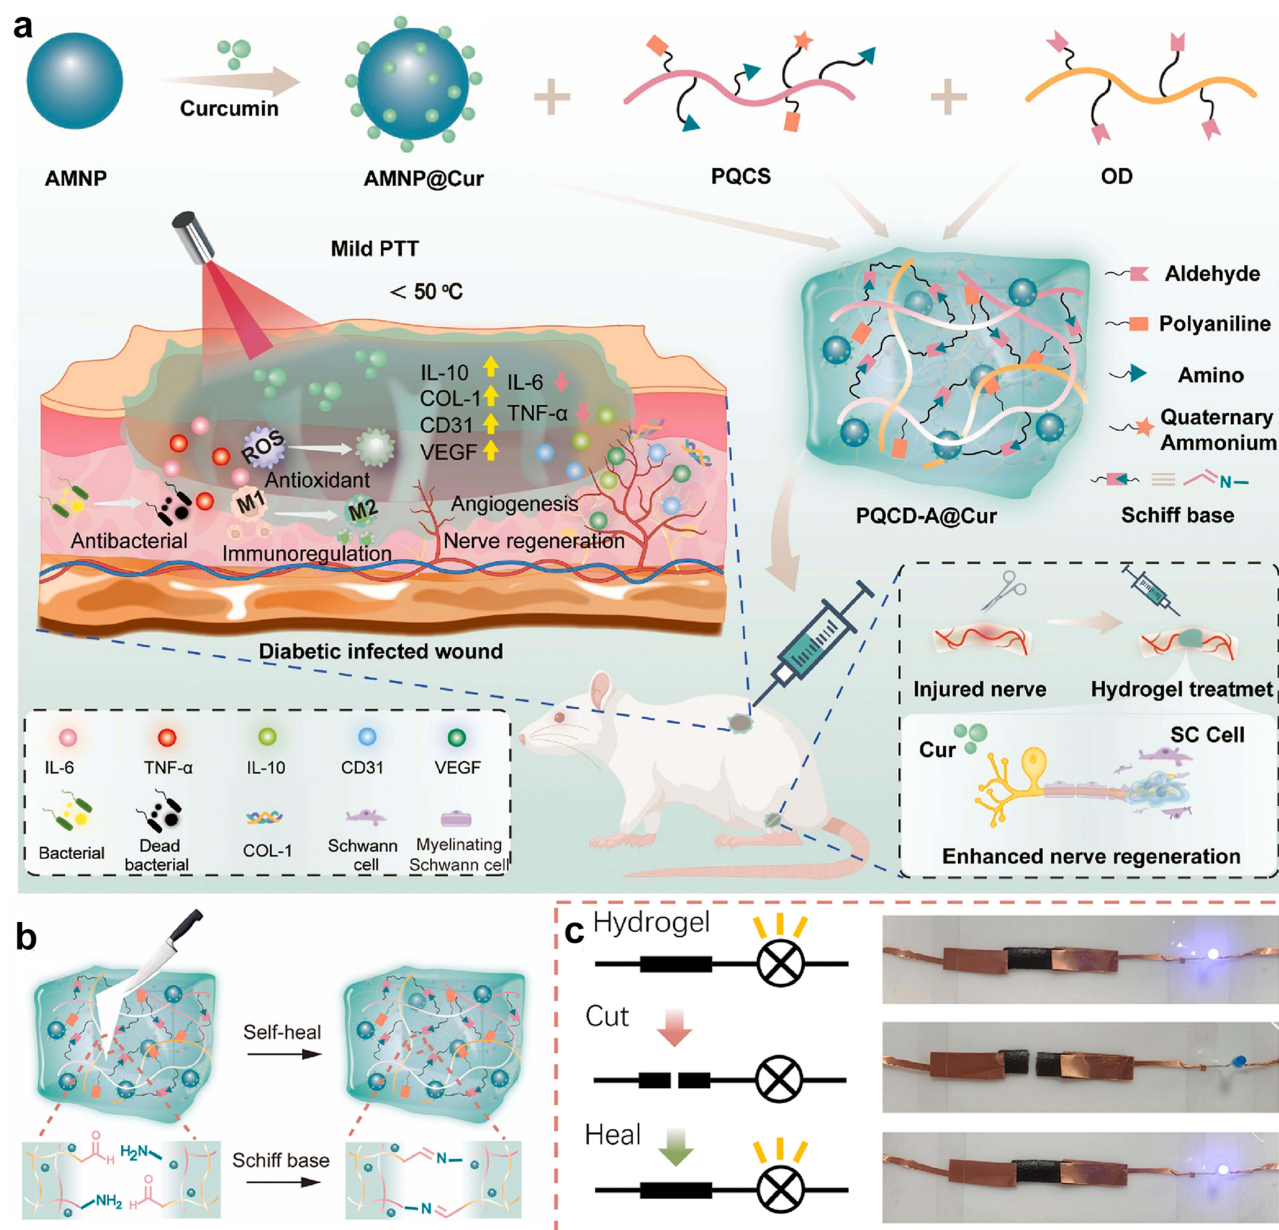 a
Curcumin
AMNP
AMNP@Cur
PQCS
OD
Mild PTT
< 50 ℃
IL-10
COL-1
CD31
VEGF
IL-6
TNF-α
ROS
Antioxidant
M1
M2
Antibacterial
Immunoregulation
Angiogenesis
Nerve regeneration
Diabetic infected wound
Aldehyde
Polyaniline
Amino
Quaternary
Ammonium
N
Schiff base
PQCD-A@Cur
Injured nerve
Hydrogel treatmet
Cur
SC Cell
Enhanced nerve regeneration
IL-6
TNF-α
IL-10
CD31
VEGF
Bacterial
Dead
bacterial
COL-1
Schwann
cell
Myelinating
Schwann cell
b
Self-heal
Schiff base
O
H
H₂N
NH₂
O
H
N
N
c
Hydrogel
Cut
Heal